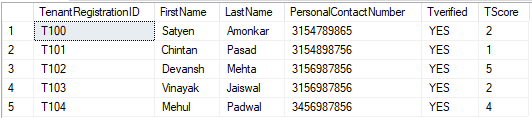 TenantRegistrationID FirstName LastName PersonalContactNumber Tverified TScore
1 T100 Satyen Amonkar 3154789865 YES 2
2 T101 Chintan Pasad 3154898756 YES 1
3 T102 Devansh Mehta 3156987856 YES 5
4 T103 Vinayak Jaiswal 3156987856 YES 2
5 T104 Mehul Padwal 3456987856 YES 4